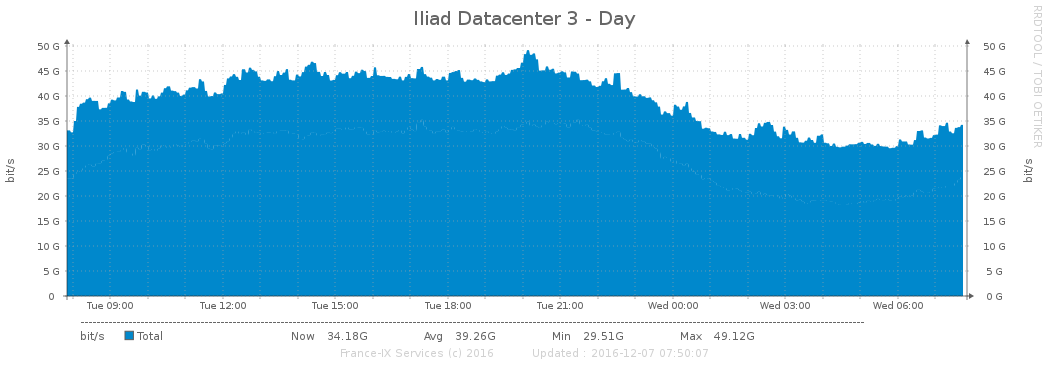 Iliad Datacenter 3 - Day
RRDTOOL / TOBI OETIKER
50 G 50 G
45 G 45 G
40 G 40 G
35 G 35 G
30 G 30 G
25 G 25 G
20 G 20 G
15 G 15 G
10 G 10 G
5 G 5 G
0 0 G
bit/s bit/s
Tue 09:00 Tue 12:00 Tue 15:00 Tue 18:00 Tue 21:00 Wed 00:00 Wed 03:00 Wed 06:00
bit/s Total Now 34.18G Avg 39.26G Min 29.51G Max 49.12G
France-IX Services (c) 2016 Updated : 2016-12-07 07:50:07